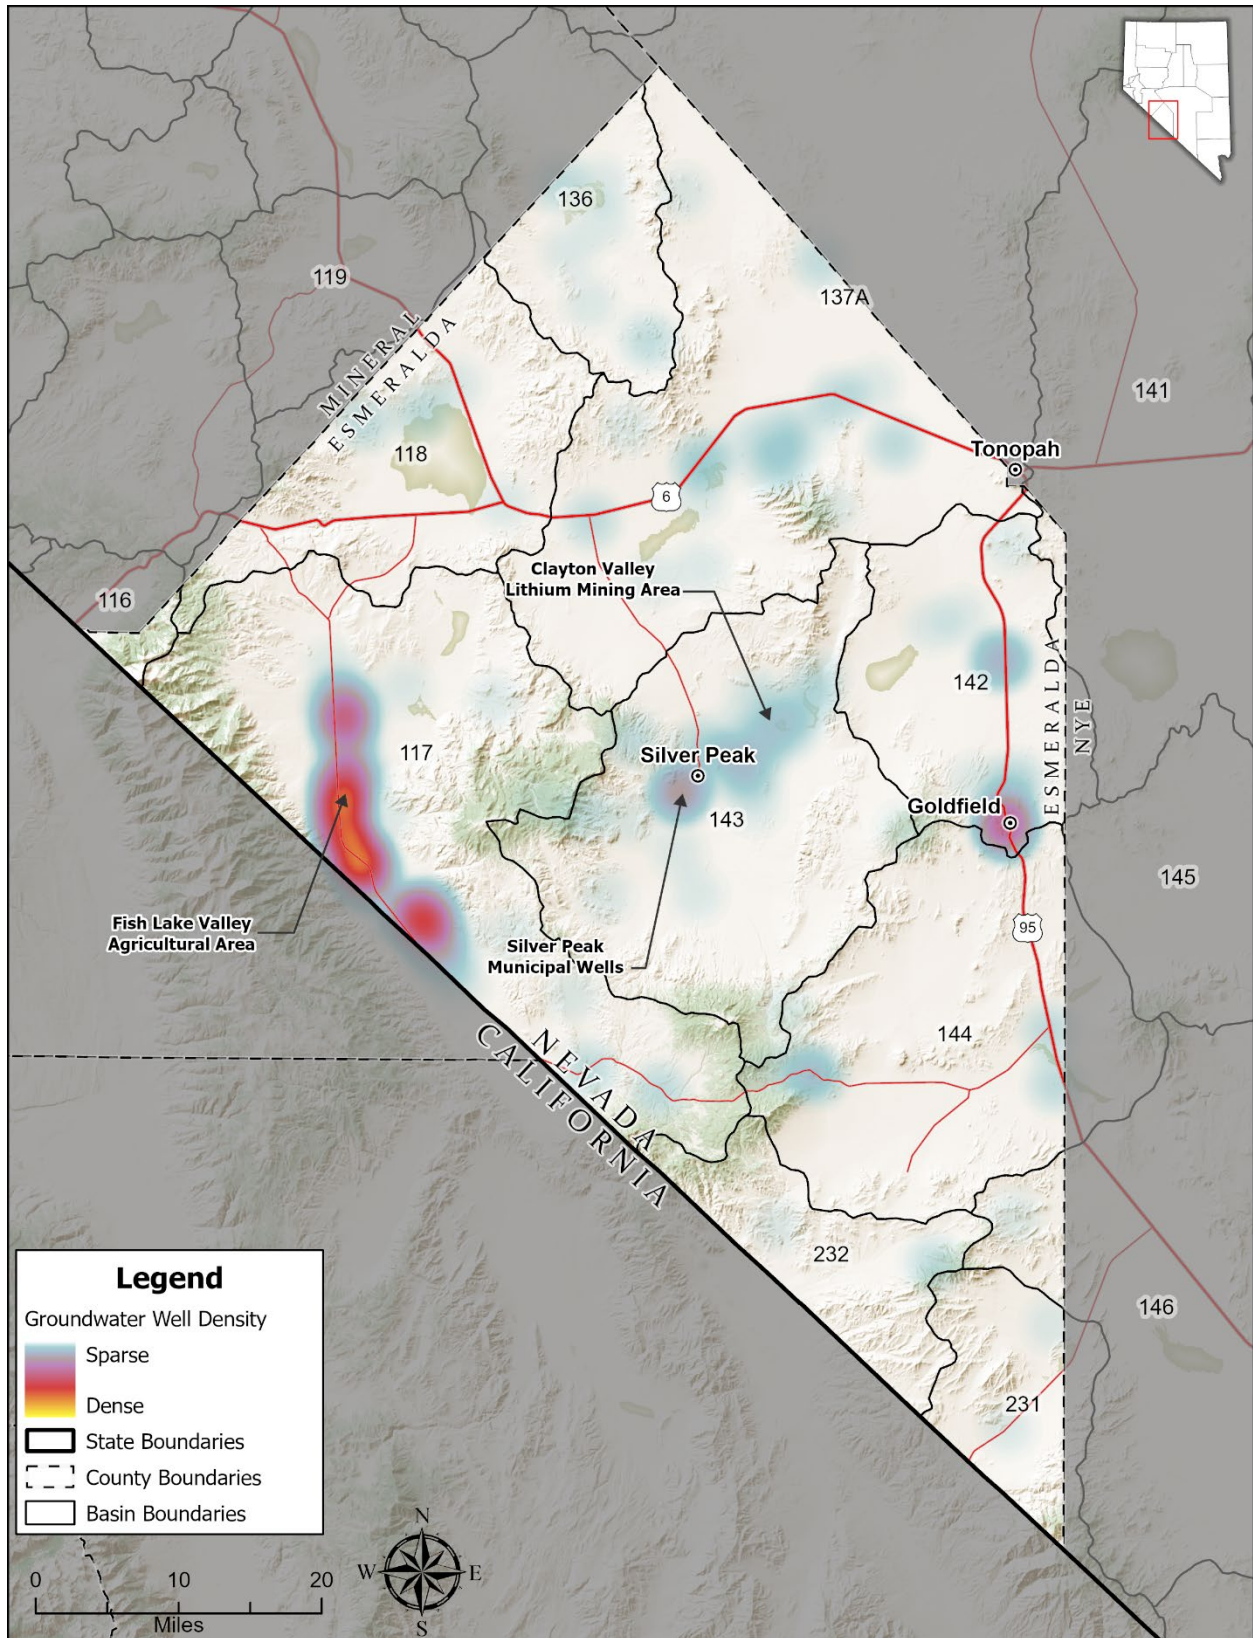 136
119
137A
MINERAL
ESMERALDA
141
118
Tonopah
6
Clayton Valley
Lithium Mining Area
116
142
ESMERALDA
NYE
117
Silver Peak
Goldfield
143
145
Fish Lake Valley
Agricultural Area
95
Silver Peak
Municipal Wells
144
NEVADA
CALIFORNIA
232
146
231
Legend
Groundwater Well Density
Sparse
Dense
State Boundaries
County Boundaries
Basin Boundaries
N
W E
S
0 10 20
Miles